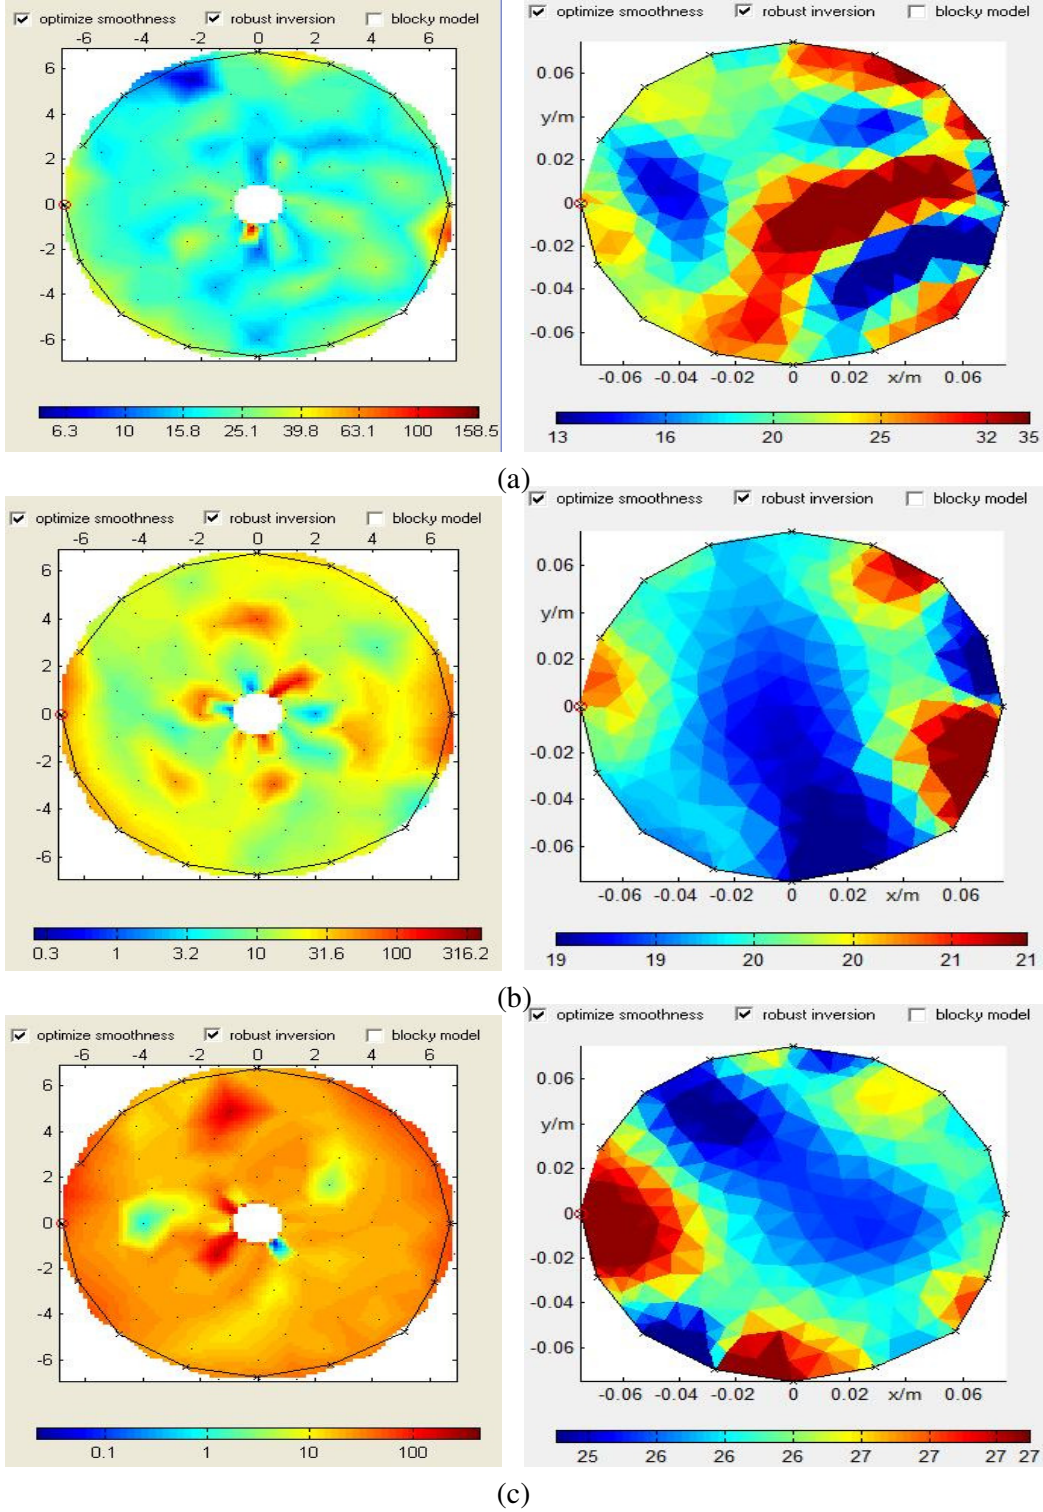 optimize smoothness robust inversion blocky model
-6 -4 -2 0 2 4 6
6
4
2
0
-2
-4
-6
6.3 10 15.8 25.1 39.8 63.1 100 158.5
optimize smoothness robust inversion blocky model
0.06
y/m
0.02
0
-0.02
-0.04
-0.06
-0.06 -0.04 -0.02 0 0.02 x/m 0.06
13 16 20 25 32 35
(a)
optimize smoothness robust inversion blocky model
-6 -4 -2 0 2 4 6
6
4
2
0
-2
-4
-6
0.3 1 3.2 10 31.6 100 316.2
optimize smoothness robust inversion blocky model
0.06
y/m
0.02
0
-0.02
-0.04
-0.06
-0.06 -0.04 -0.02 0 0.02 x/m 0.06
19 19 20 20 21 21
(b)
optimize smoothness robust inversion blocky model
-6 -4 -2 0 2 4 6
6
4
2
0
-2
-4
-6
0.1 1 10 100
optimize smoothness robust inversion blocky model
0.06
y/m
0.02
0
-0.02
-0.04
-0.06
-0.06 -0.04 -0.02 0 0.02 x/m 0.06
25 26 26 26 27 27 27 27
(c)